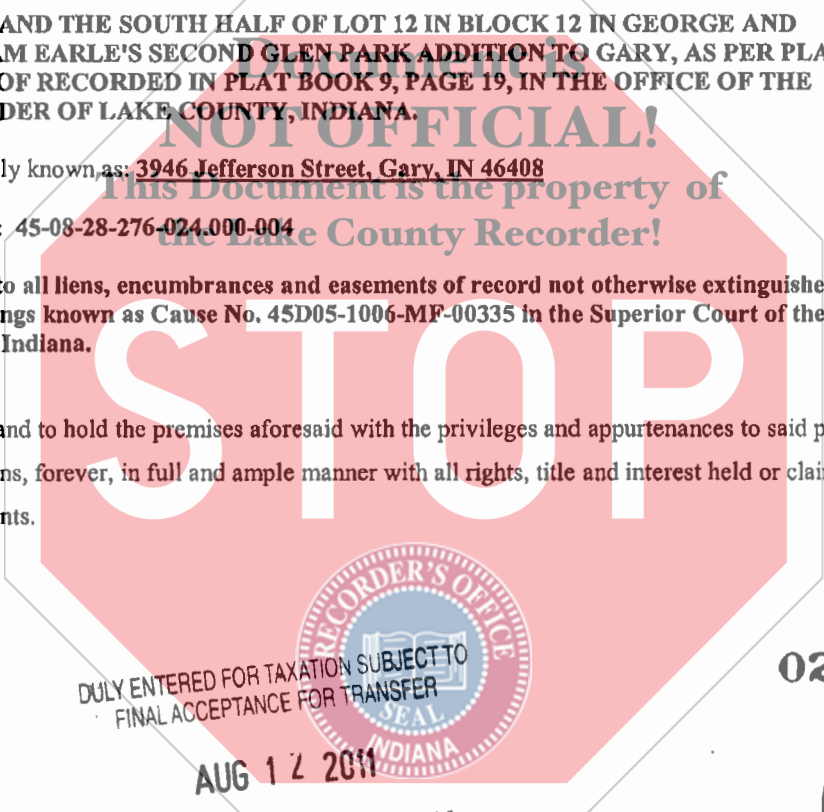 AND THE SOUTH HALF OF LOT 12 IN BLOCK 12 IN GEORGE AND
AM EARLE'S SECOND GLEN PARK ADDITION TO GARY, AS PER PLA
Document is
OF RECORDED IN PLAT BOOK 9, PAGE 19, IN THE OFFICE OF THE
DER OF LAKE COUNTY, INDIANA.
NOT OFFICIAL!
ly known as: 3946 Jefferson Street, Gary, IN 46408
This Document is the property of
: 45-08-28-276-024.000-004
the Lake County Recorder!
to all liens, encumbrances and easements of record not otherwise extinguishe
ngs known as Cause No. 45D05-1006-MF-00335 in the Superior Court of the
Indiana.
STOP
and to hold the premises aforesaid with the privileges and appurtenances to said p
ns, forever, in full and ample manner with all rights, title and interest held or clai
nts.
RECORDER'S OFFICE
SEAL
INDIANA
DULY ENTERED FOR TAXATION SUBJECT TO
FINAL ACCEPTANCE FOR TRANSFER
02
AUG 12 2011